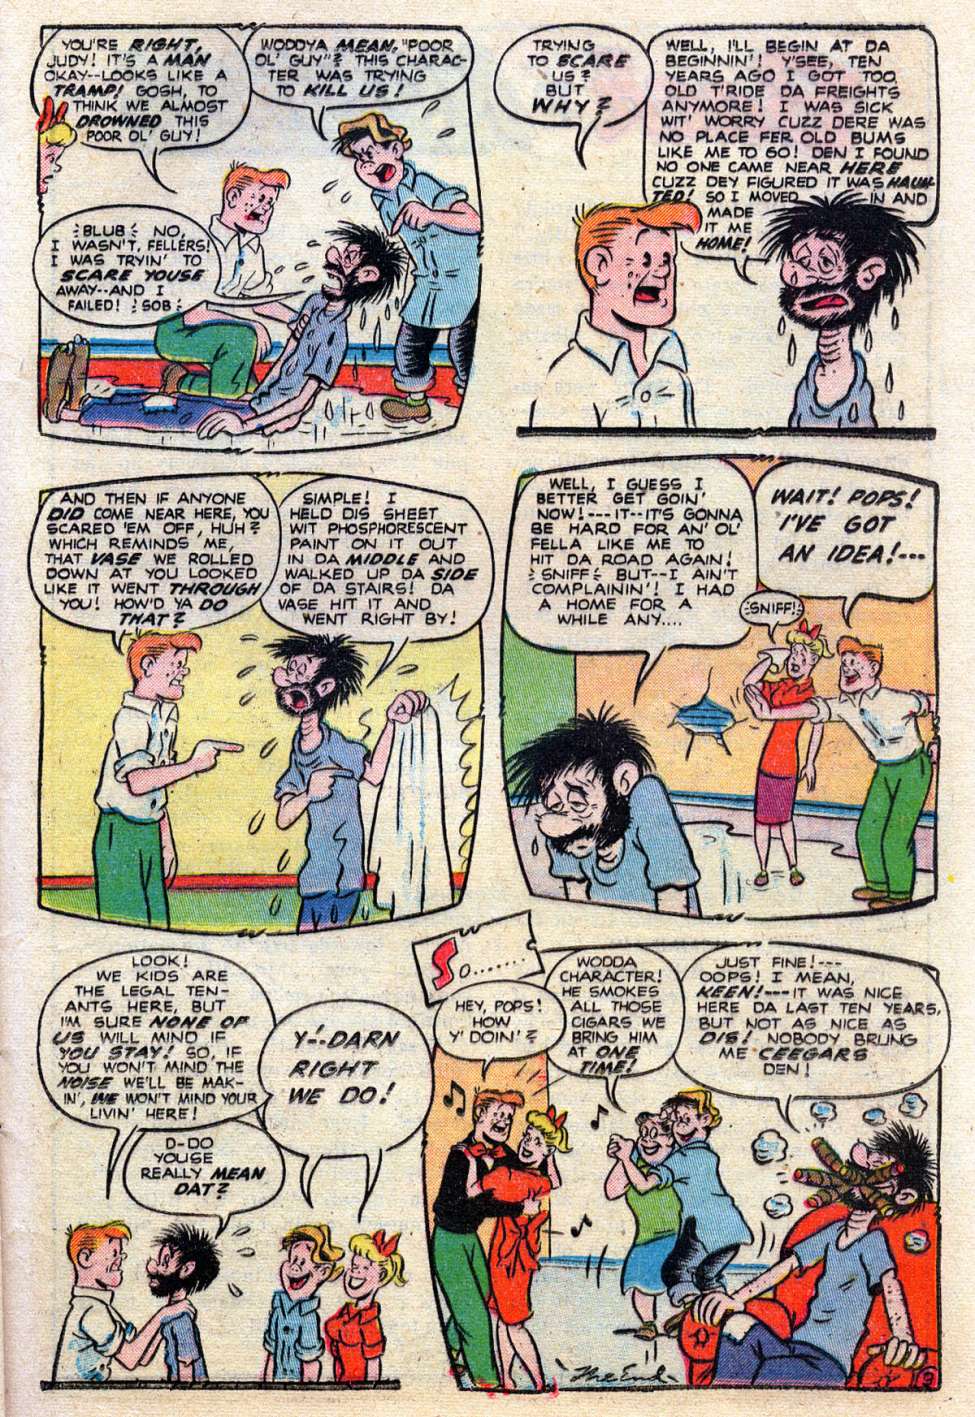 YOU'RE RIGHT,
JUDY! IT'S A MAN
OKAY--LOOKS LIKE A
TRAMP! GOSH, TO
THINK WE ALMOST
DROWNED THIS
POOR OL' GUY!
WODDYA MEAN, "POOR
OL' GUY"? THIS CHARAC-
TER WAS TRYING
TO KILL US!
BLUB NO,
I WASN'T, FELLERS!
I WAS TRYIN' TO
SCARE YOUSE
AWAY--AND I
FAILED! SOB
TRYING
TO SCARE
US?
BUT
WHY?
WELL, I'LL BEGIN AT DA
BEGINNIN'! Y'SEE, TEN
YEARS AGO I GOT TOO
OLD T'RIDE DA FREIGHTS
ANYMORE! I WAS SICK
WIT' WORRY CUZZ DERE WAS
NO PLACE FER OLD BUMS
LIKE ME TO GO! DEN I FOUND
NO ONE CAME NEAR HERE
CUZZ DEY FIGURED IT WAS HAUN-
TED! SO I MOVED IN AND
MADE
IT ME
HOME!
AND THEN IF ANYONE
DID COME NEAR HERE, YOU
SCARED 'EM OFF, HUH?
WHICH REMINDS ME,
THAT VASE WE ROLLED
DOWN AT YOU LOOKED
LIKE IT WENT THROUGH
YOU! HOW'D YA DO
THAT?
SIMPLE! I
HELD DIS SHEET
WIT PHOSPHORESCENT
PAINT ON IT OUT
IN DA MIDDLE AND
WALKED UP DA SIDE
OF DA STAIRS! DA
VASE HIT IT AND
WENT RIGHT BY!
WELL, I GUESS I
BETTER GET GOIN'
NOW!---IT--IT'S GONNA
BE HARD FOR AN' OL'
FELLA LIKE ME TO
HIT DA ROAD AGAIN!
SNIFF BUT--I AIN'T
COMPLAININ'! I HAD
A HOME FOR A
WHILE ANY....
WAIT! POPS!
I'VE GOT
AN IDEA!---
SNIFF!
LOOK!
WE KIDS ARE
THE LEGAL TEN-
ANTS HERE, BUT
I'M SURE NONE OF
US WILL MIND IF
YOU STAY! SO, IF
YOU WON'T MIND THE
NOISE WE'LL BE MAK-
IN', WE WON'T MIND YOUR
LIVIN' HERE!
Y--DARN
RIGHT
WE DO!
D-DO
YOUSE
REALLY MEAN
DAT?
SO.......
HEY, POPS!
HOW
Y' DOIN'?
WODDA
CHARACTER!
HE SMOKES
ALL THOSE
CIGARS WE
BRING HIM
AT ONE
TIME!
JUST FINE!---
OOPS! I MEAN,
KEEN!---IT WAS NICE
HERE DA LAST TEN YEARS,
BUT NOT AS NICE AS
DIS! NOBODY BRUNG
ME CEEGARS
DEN!
The End
9